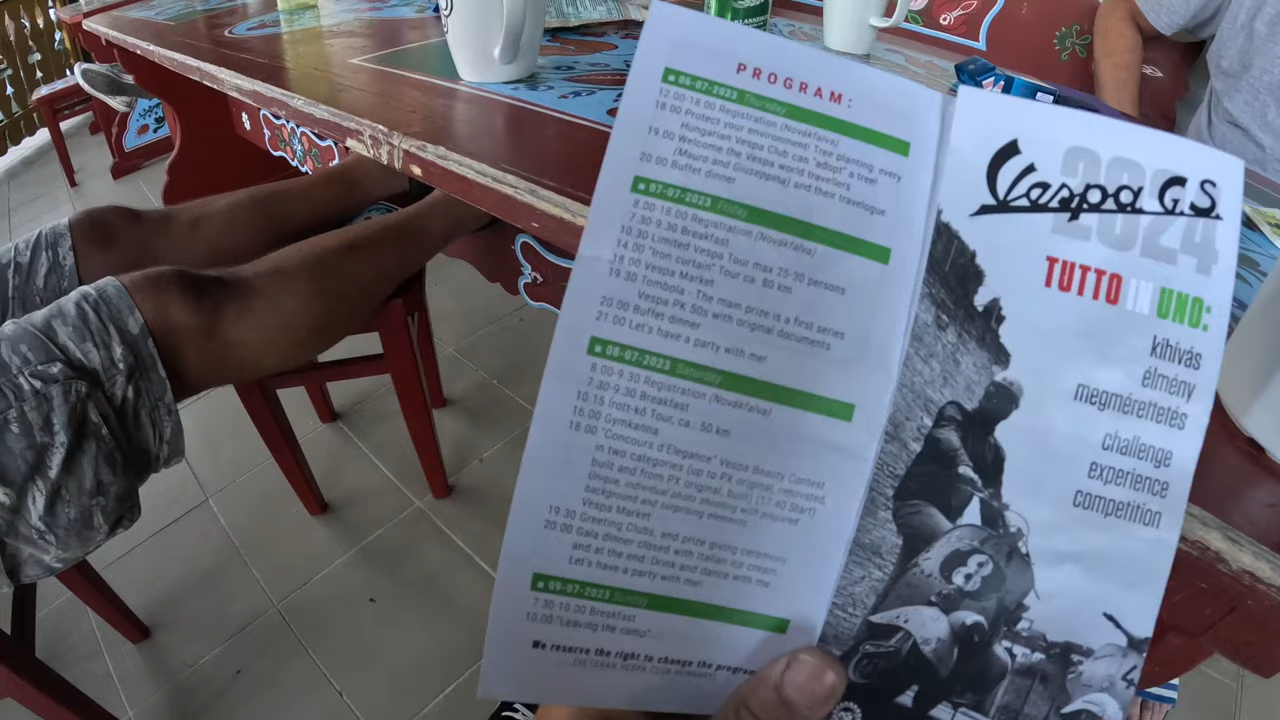 PROGRAM:
06-07-2023 Thursday
12.00-18.00 Registration (Novákfalva)
18.00 Protect your environment! Tree planting, every
Hungarian Vespa Club can "adopt" a tree!
19.00 Welcome the Vespa world travellers
(Mauro and Giuseppina) and their travelogue
20.00 Buffet dinner
07-07-2023 Friday
8.00-18.00 Registration (Novákfalva)
7.30-9.30 Breakfast
10.30 Limited Vespa Tour max 25-30 persons
14.00 "Iron curtain" Tour ca. 80 km
18.00 Vespa Market
19.30 Tombola - The main prize is a first series
Vespa PK 50s with original documents
20.00 Buffet dinner
21.00 Let's have a party with me!
08-07-2023 Saturday
8.00-9.30 Registration (Novákfalva)
7.30-9.30 Breakfast
10.15 Írott-kő Tour, ca.: 50 km
16.00 Gymkanna
18.00 "Concours d'Elegance" Vespa Beauty Contest
in two categories (up to PX original, renovated,
built and from PX original, built) (17.40 Start)
Unique, individual photo shooting with prepared
background and surprising elements
Vespa Market
19.30 Greeting Clubs, and prize giving ceremony
20.00 Gala dinner closed with Italian ice cream,
and at the end: Drink and dance with me...
Let's have a party with me!
09-07-2023 Sunday
7.30-10.00 Breakfast
10.00 "Leaving the camp"...
We reserve the right to change the program
(VETERAN VESPA CLUB HUNGARY)
2024
Vespa G.S.
TUTTO IN UNO:
kihívás
élmény
megmérettetés
challenge
experience
competition
8
4